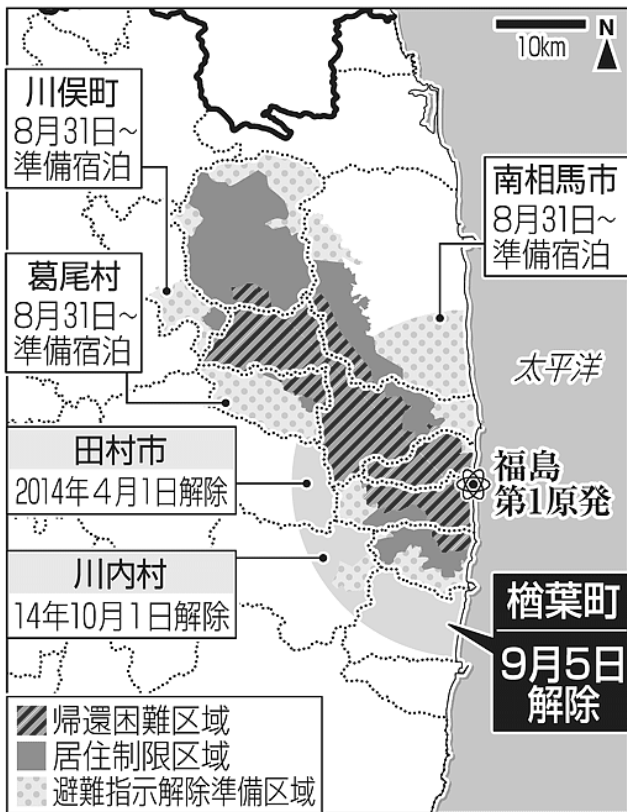 10km
N
川俣町
8月31日～
準備宿泊
南相馬市
8月31日～
準備宿泊
葛尾村
8月31日～
準備宿泊
太平洋
田村市
2014年4月1日解除
福島
第1原発
川内村
14年10月1日解除
楢葉町
9月5日
解除
帰還困難区域
居住制限区域
避難指示解除準備区域